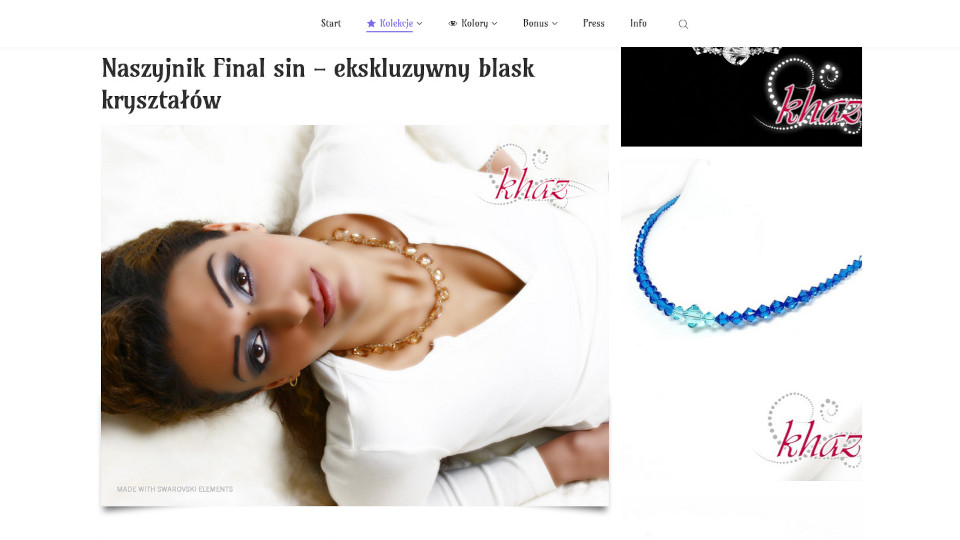 Start
Kolekcje
Kolory
Bonus
Press
Info
Naszyjnik Final sin – ekskluzywny blask
kryształów
khaz
khaz
MADE WITH SWAROVSKI ELEMENTS
khaz